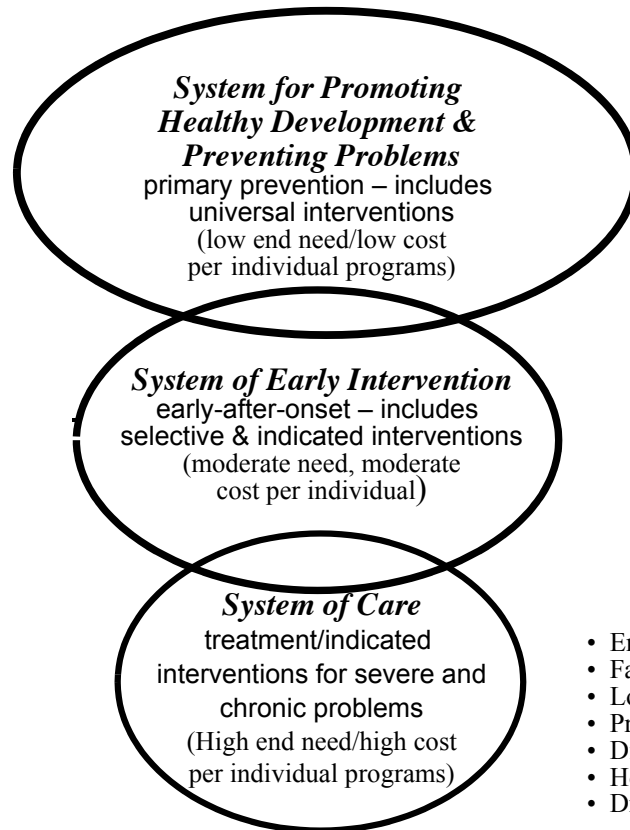 System for Promoting
Healthy Development &
Preventing Problems
primary prevention – includes
universal interventions
(low end need/low cost
per individual programs)
System of Early Intervention
early-after-onset – includes
selective & indicated interventions
(moderate need, moderate
cost per individual)
System of Care
treatment/indicated
interventions for severe and
chronic problems
(High end need/high cost
per individual programs)